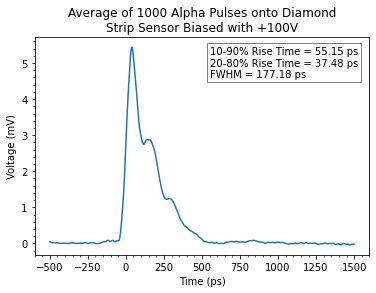 Average of 1000 Alpha Pulses onto Diamond
Strip Sensor Biased with +100V
10-90% Rise Time = 55.15 ps
20-80% Rise Time = 37.48 ps
FWHM = 177.18 ps
Voltage (mV)
5
4
3
2
1
0
−500 −250 0 250 500 750 1000 1250 1500
Time (ps)